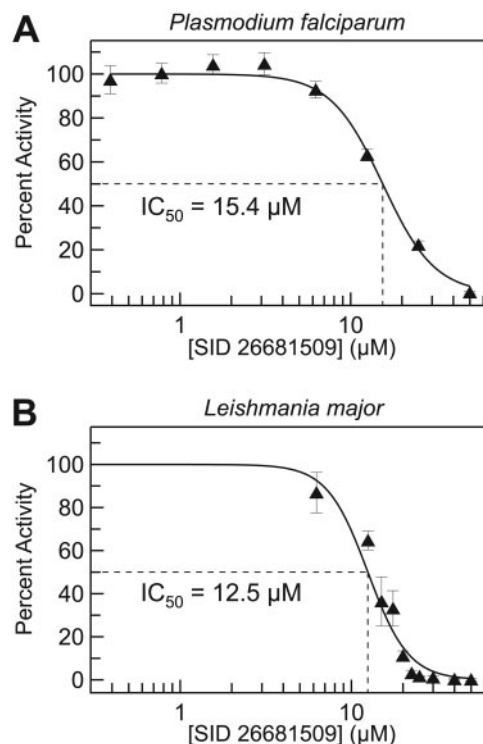 A
Plasmodium falciparum
100
80
60
40
20
0
Percent Activity
IC50 = 15.4 µM
1
10
[SID 26681509] (µM)
B
Leishmania major
100
80
60
40
20
0
Percent Activity
IC50 = 12.5 µM
1
10
[SID 26681509] (µM)